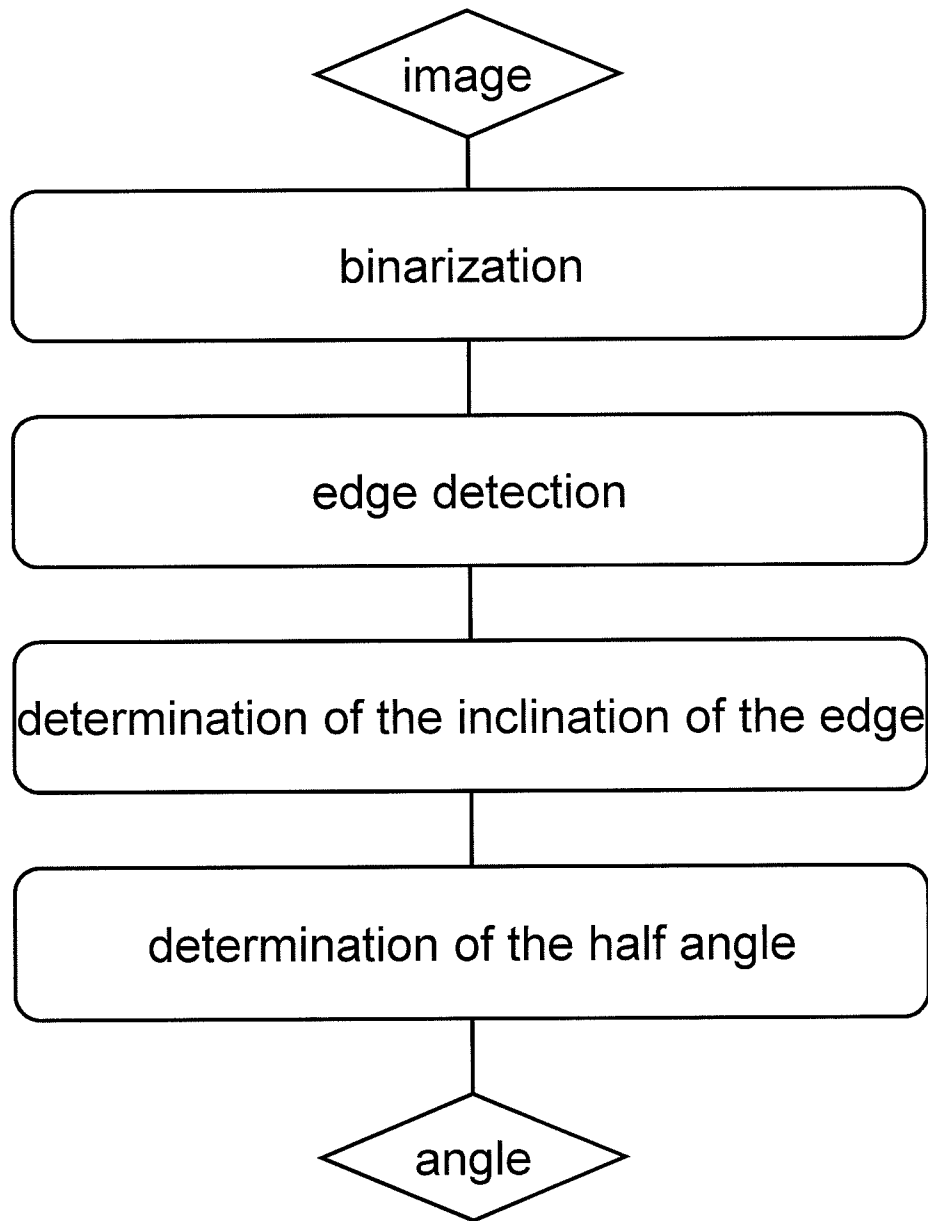 image
binarization
edge detection
determination of the inclination of the edge
determination of the half angle
angle